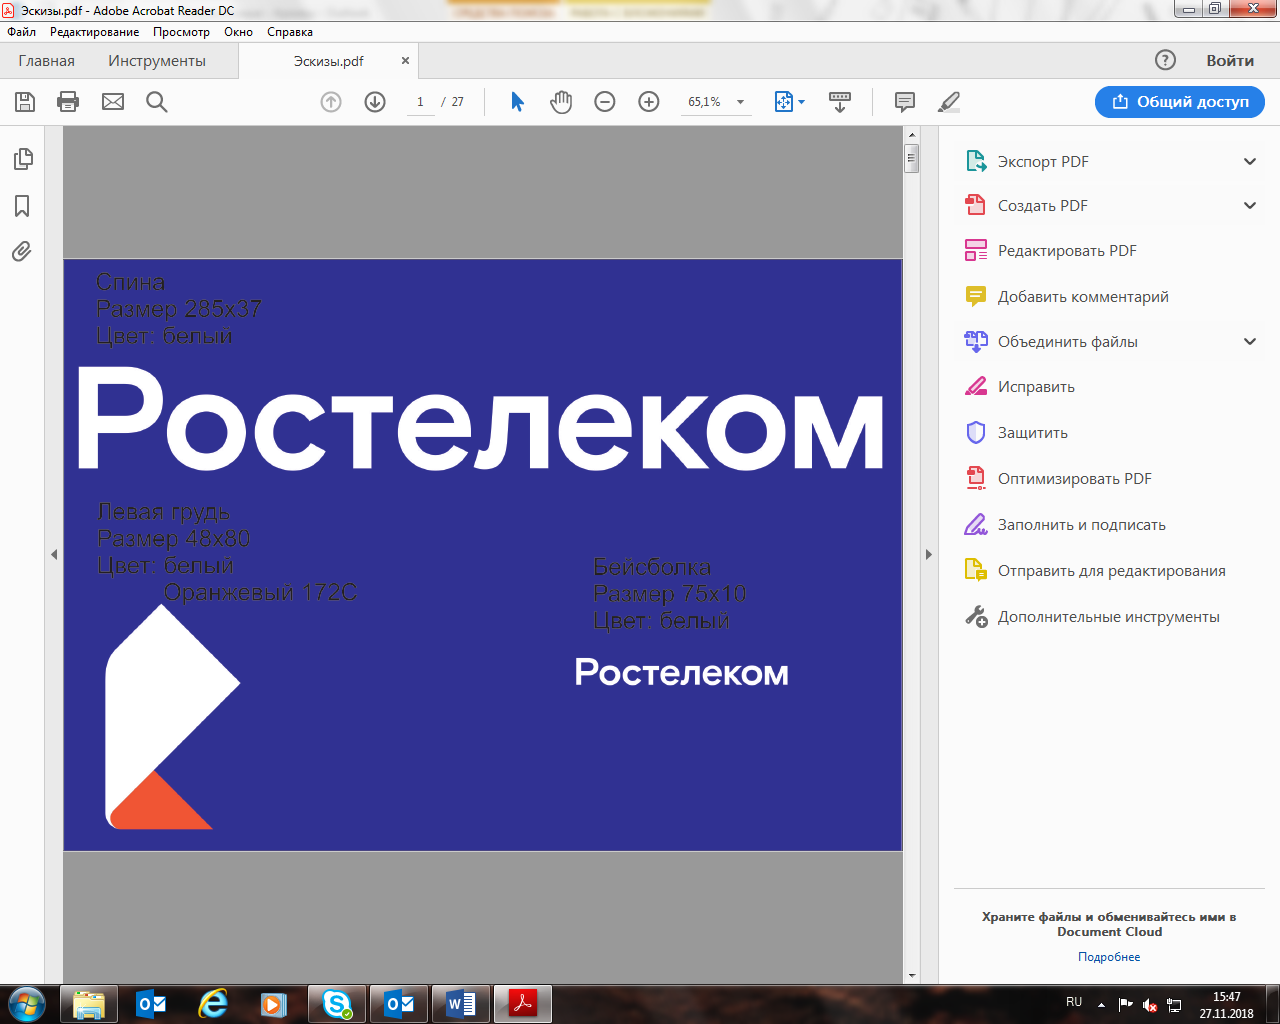 Эскизы.pdf - Adobe Acrobat Reader DC
Файл Редактирование Просмотр Окно Справка
Главная Инструменты Эскизы.pdf × Войти
1 / 27 65,1% Общий доступ
Спина
Размер 285x37
Цвет: белый
Ростелеком
Левая грудь
Размер 48x80
Цвет: белый
Оранжевый 172С
Бейсболка
Размер 75x10
Цвет: белый
Ростелеком
Экспорт PDF
Создать PDF
Редактировать PDF
Добавить комментарий
Объединить файлы
Исправить
Защитить
Оптимизировать PDF
Заполнить и подписать
Отправить для редактирования
Дополнительные инструменты
Храните файлы и обменивайтесь ими в
Document Cloud
Подробнее
RU 15:47
27.11.2018